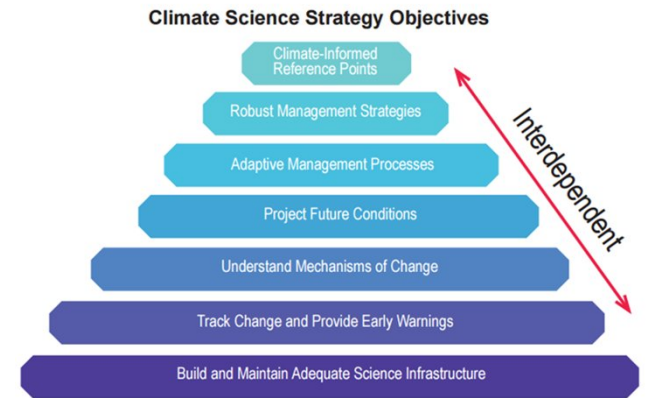 Climate Science Strategy Objectives
Climate-Informed
Reference Points
Robust Management Strategies
Adaptive Management Processes
Project Future Conditions
Understand Mechanisms of Change
Track Change and Provide Early Warnings
Build and Maintain Adequate Science Infrastructure
Interdependent